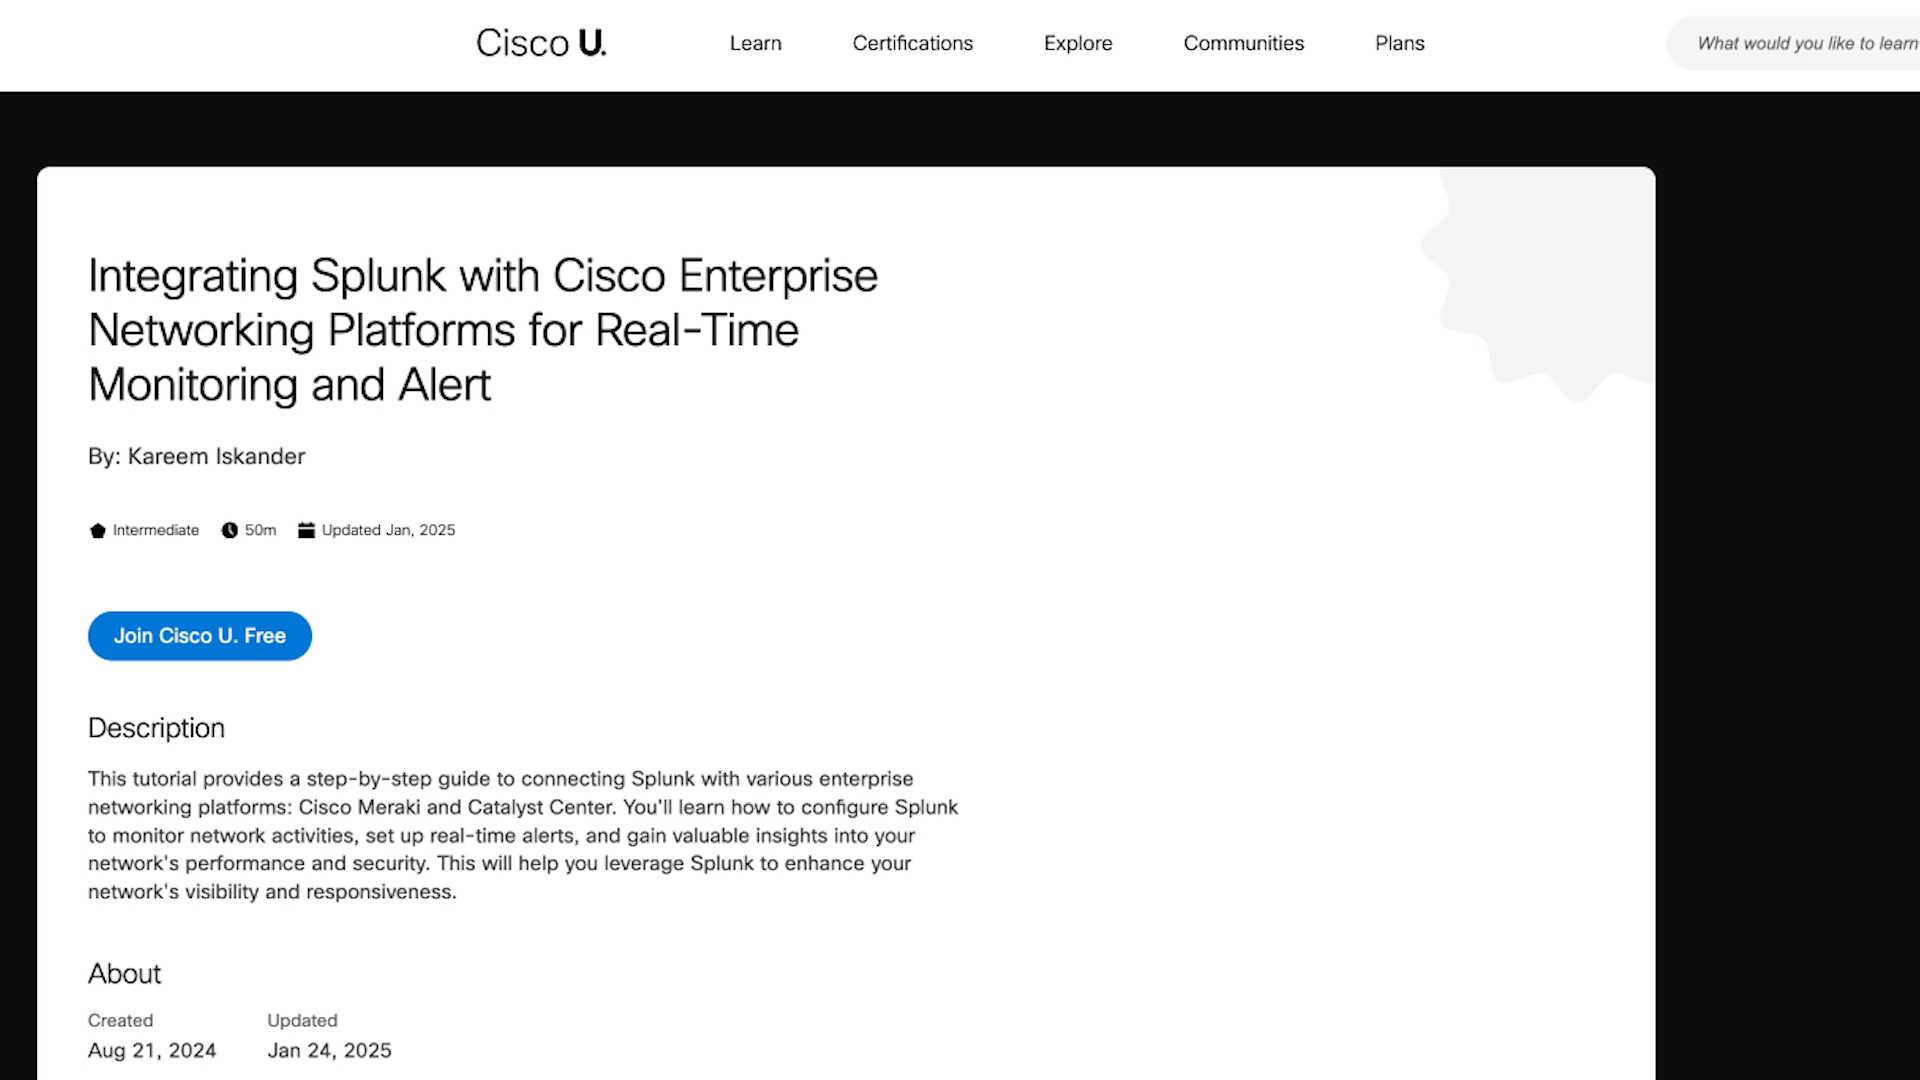 Cisco U.
Learn
Certifications
Explore
Communities
Plans
What would you like to learn
Integrating Splunk with Cisco Enterprise
Networking Platforms for Real-Time
Monitoring and Alert
By: Kareem Iskander
Intermediate
50m
Updated Jan, 2025
Join Cisco U. Free
Description
This tutorial provides a step-by-step guide to connecting Splunk with various enterprise
networking platforms: Cisco Meraki and Catalyst Center. You'll learn how to configure Splunk
to monitor network activities, set up real-time alerts, and gain valuable insights into your
network's performance and security. This will help you leverage Splunk to enhance your
network's visibility and responsiveness.
About
Created
Updated
Aug 21, 2024
Jan 24, 2025